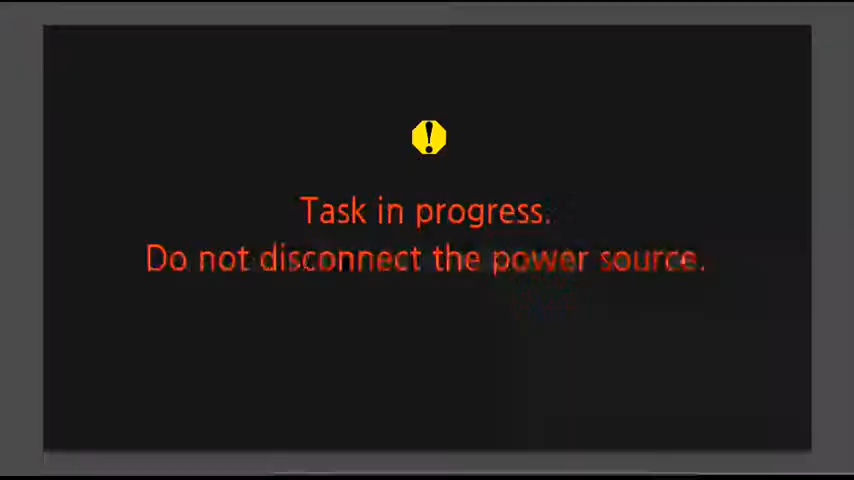 Task in progress.
Do not disconnect the power source.